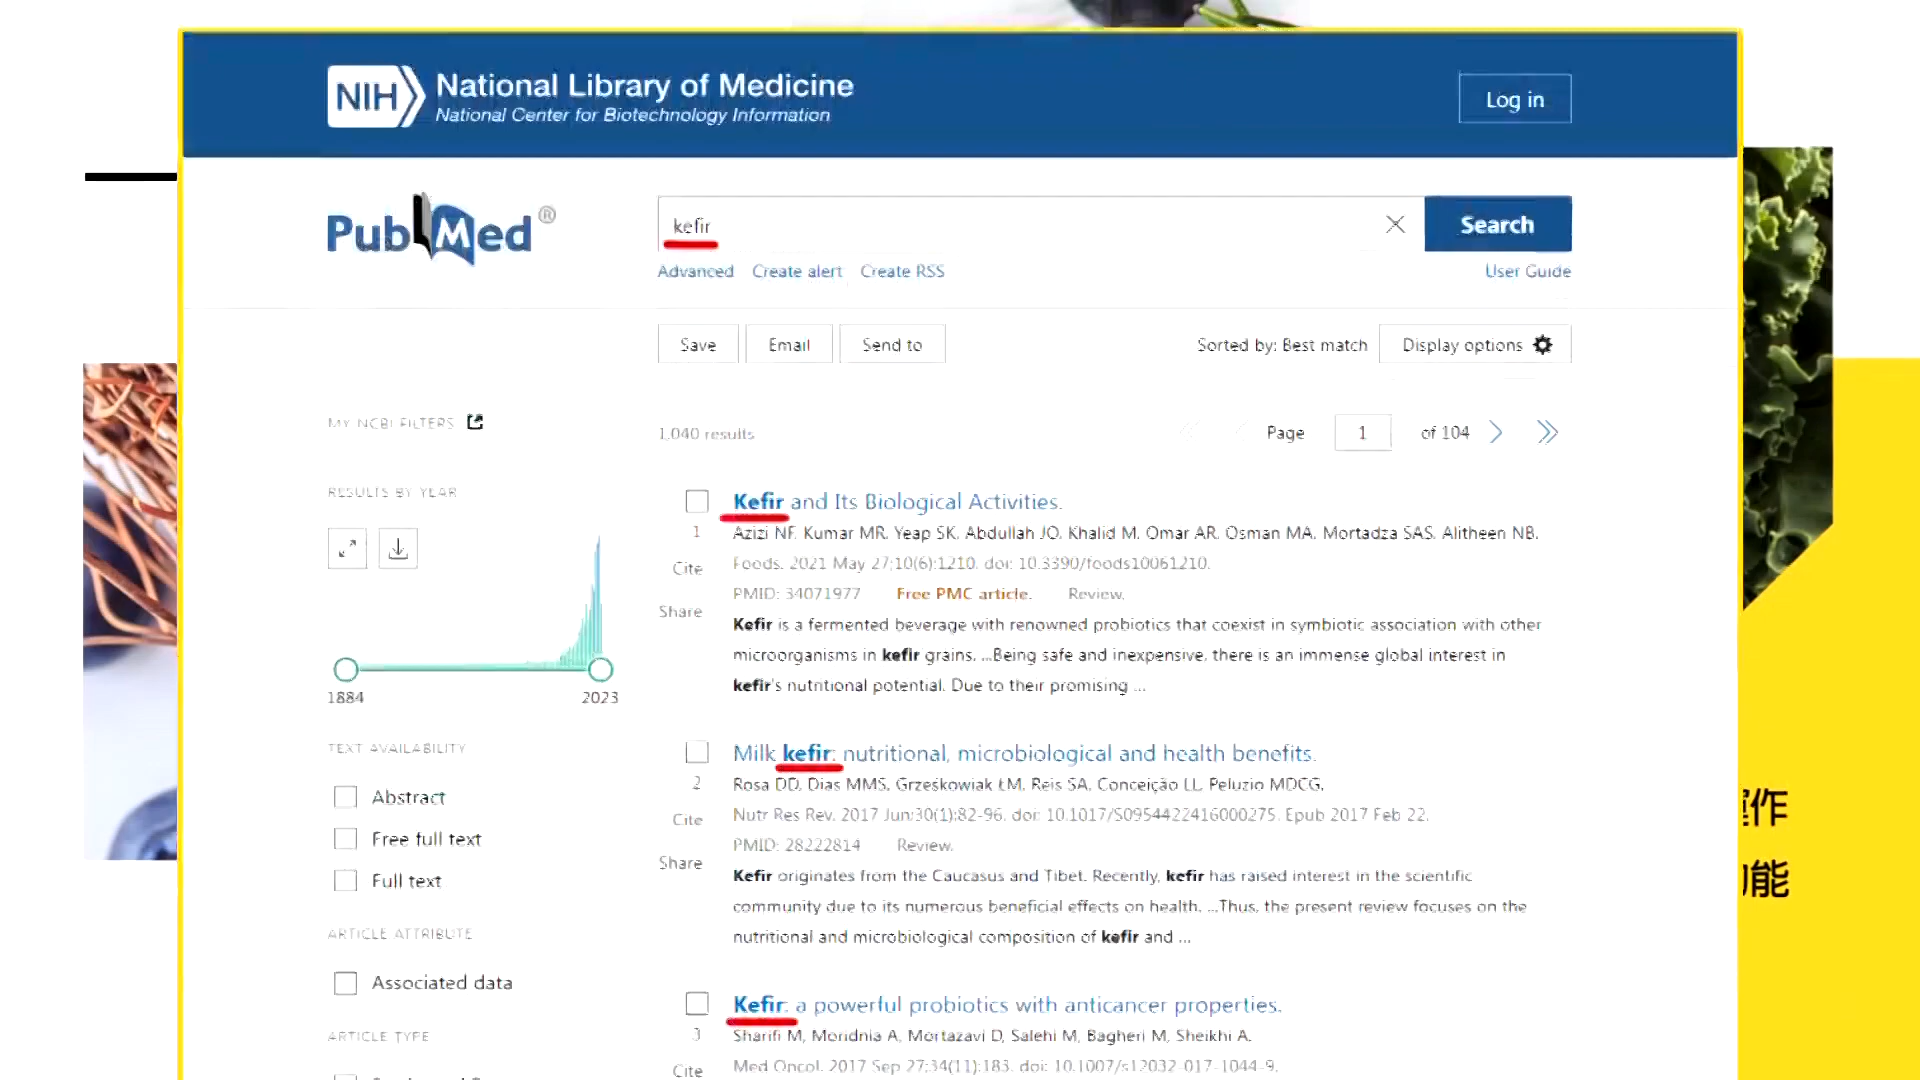 NIH National Library of Medicine
National Center for Biotechnology Information
Log in
PubMed®
kefir
Search
Advanced Create alert Create RSS
User Guide
Save Email Send to
Sorted by: Best match Display options
MY NCBI FILTERS
1,040 results
Page 1 of 104
RESULTS BY YEAR
1884 2023
TEXT AVAILABILITY
Abstract
Free full text
Full text
ARTICLE ATTRIBUTE
Associated data
ARTICLE TYPE
Kefir and Its Biological Activities.
1
Azizi NF, Kumar MR, Yeap SK, Abdullah JO, Khalid M, Omar AR, Osman MA, Mortadza SAS, Alitheen NB.
Cite
Foods. 2021 May 27;10(6):1210. doi: 10.3390/foods10061210.
PMID: 34071977 Free PMC article. Review.
Share
Kefir is a fermented beverage with renowned probiotics that coexist in symbiotic association with other
microorganisms in kefir grains. ...Being safe and inexpensive, there is an immense global interest in
kefir's nutritional potential. Due to their promising ...
Milk kefir: nutritional, microbiological and health benefits.
2
Rosa DD, Dias MMS, Grześkowiak ŁM, Reis SA, Conceição LL, Peluzio MDCG.
Cite
Nutr Res Rev. 2017 Jun;30(1):82-96. doi: 10.1017/S0954422416000275. Epub 2017 Feb 22.
PMID: 28222814 Review.
Share
Kefir originates from the Caucasus and Tibet. Recently, kefir has raised interest in the scientific
community due to its numerous beneficial effects on health. ...Thus, the present review focuses on the
nutritional and microbiological composition of kefir and ...
Kefir: a powerful probiotics with anticancer properties.
3
Sharifi M, Moridnia A, Mortazavi D, Salehi M, Bagheri M, Sheikhi A.
Cite
Med Oncol. 2017 Sep 27;34(11):183. doi: 10.1007/s12032-017-1044-9.
作
能